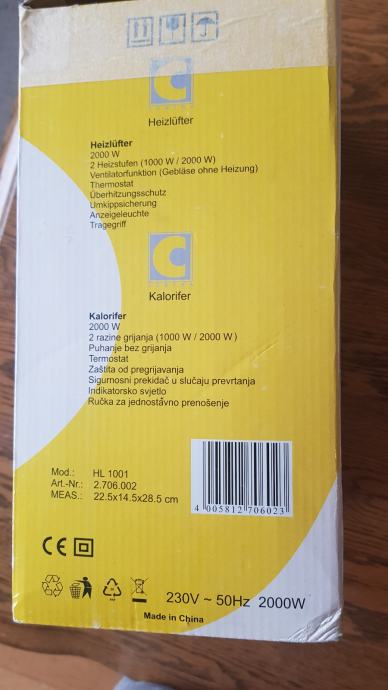 C
Heizlüfter
Heizlüfter
2000 W
2 Heizstufen (1000 W / 2000 W)
Ventilatorfunktion (Gebläse ohne Heizung)
Thermostat
Überhitzungsschutz
Umkippsicherung
Anzeigeleuchte
Tragegriff
C
Kalorifer
Kalorifer
2000 W
2 razine grijanja (1000 W / 2000 W)
Puhanje bez grijanja
Termostat
Zaštita od pregrijavanja
Sigurnosni prekidač u slučaju prevrtanja
Indikatorsko svjetlo
Ručka za jednostavno prenošenje
Mod.: HL 1001
Art.-Nr.: 2.706.002
MEAS.: 22.5x14.5x28.5 cm
4 005812 706023
CE
230V ~ 50Hz 2000W
Made in China